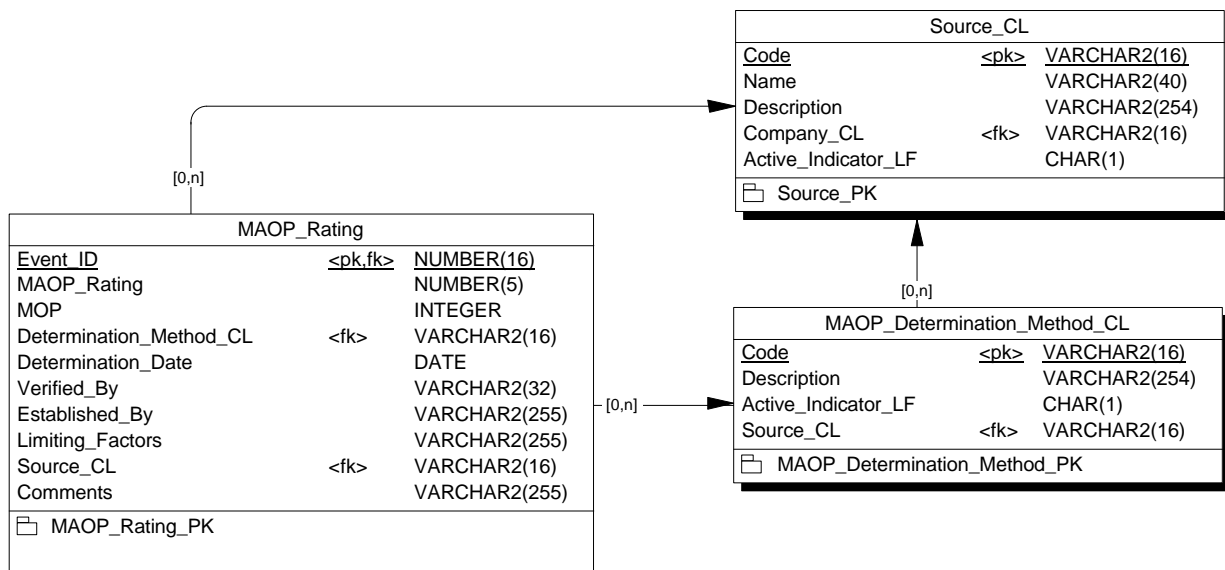 Source_CL
Code <pk> VARCHAR2(16)
Name VARCHAR2(40)
Description VARCHAR2(254)
Company_CL <fk> VARCHAR2(16)
Active_Indicator_LF CHAR(1)
Source_PK
[0,n]
MAOP_Rating
Event_ID <pk,fk> NUMBER(16)
MAOP_Rating NUMBER(5)
MOP INTEGER
Determination_Method_CL <fk> VARCHAR2(16)
Determination_Date DATE
Verified_By VARCHAR2(32)
Established_By VARCHAR2(255)
Limiting_Factors VARCHAR2(255)
Source_CL <fk> VARCHAR2(16)
Comments VARCHAR2(255)
MAOP_Rating_PK
[0,n]
[0,n]
MAOP_Determination_Method_CL
Code <pk> VARCHAR2(16)
Description VARCHAR2(254)
Active_Indicator_LF CHAR(1)
Source_CL <fk> VARCHAR2(16)
MAOP_Determination_Method_PK